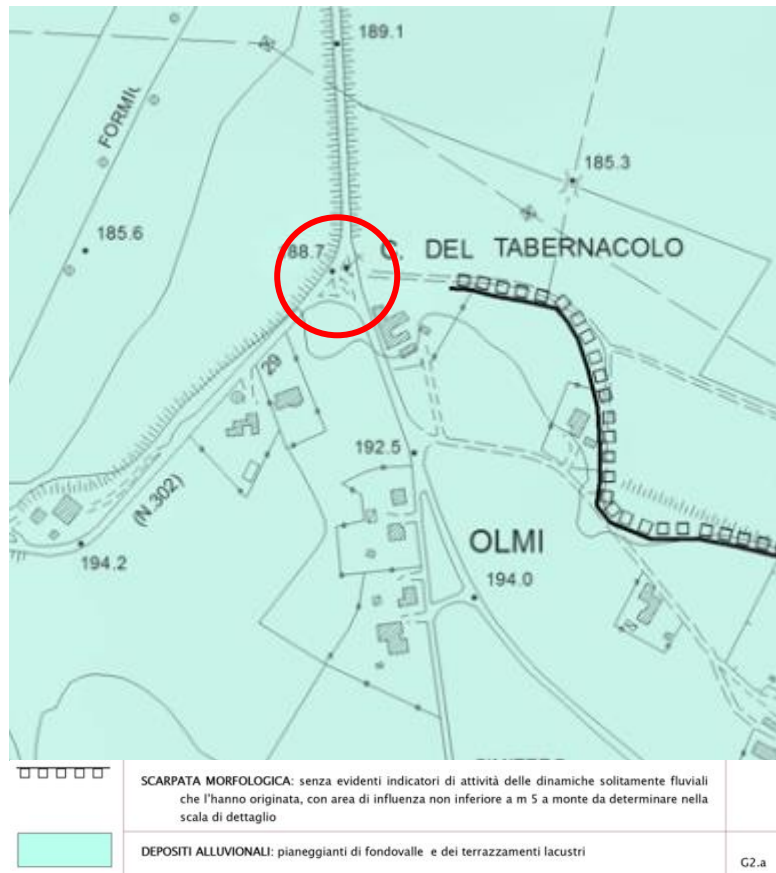 189.1
FORMI
185.3
185.6
88.7
C. DEL TABERNACOLO
29
192.5
(N.302)
OLMI
194.2
194.0
SCARPATA MORFOLOGICA: senza evidenti indicatori di attività delle dinamiche solitamente fluviali
che l'hanno originata, con area di influenza non inferiore a m 5 a monte da determinare nella
scala di dettaglio
DEPOSITI ALLUVIONALI: pianeggianti di fondovalle e dei terrazzamenti lacustri
G2.a